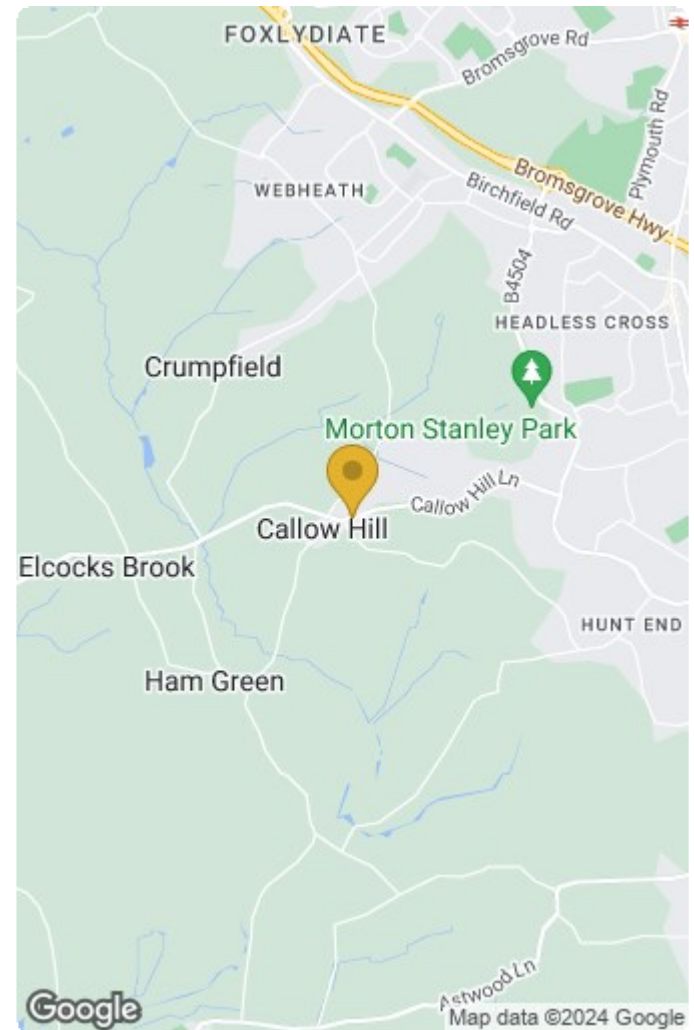 FOXLYDIATE
Bromsgrove Rd
Plymouth Rd
WEBHEATH
Bromsgrove Hwy
Birchfield Rd
B4504
HEADLESS CROSS
Crumpfield
Morton Stanley Park
Callow Hill Ln
Callow Hill
Elcocks Brook
HUNT END
Ham Green
Astwood Ln
Google
Map data ©2024 Google